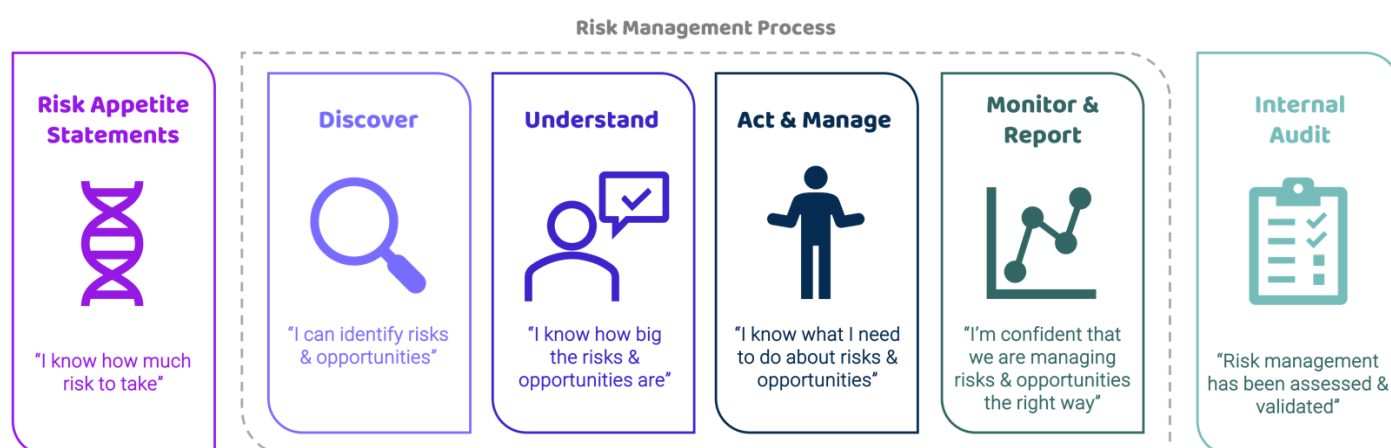 Risk Management Process
Risk Appetite
Statements
“I know how much
risk to take”
Discover
“I can identify risks
& opportunities”
Understand
“I know how big
the risks &
opportunities are”
Act & Manage
“I know what I need
to do about risks &
opportunities”
Monitor &
Report
“I’m confident that
we are managing
risks & opportunities
the right way”
Internal
Audit
“Risk management
has been assessed &
validated”